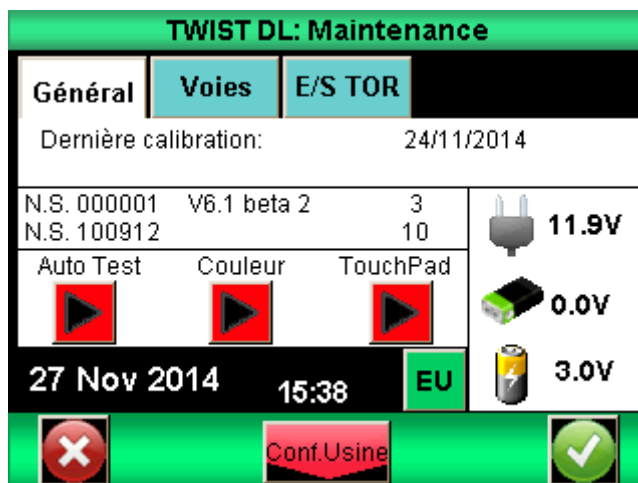 TWIST DL: Maintenance
Général Voies E/S TOR
Dernière calibration: 24/11/2014
N.S. 000001 V6.1 beta 2 3
N.S. 100912 10
11.9V
Auto Test Couleur TouchPad
0.0V
27 Nov 2014 15:38 EU
3.0V
Conf.Usine